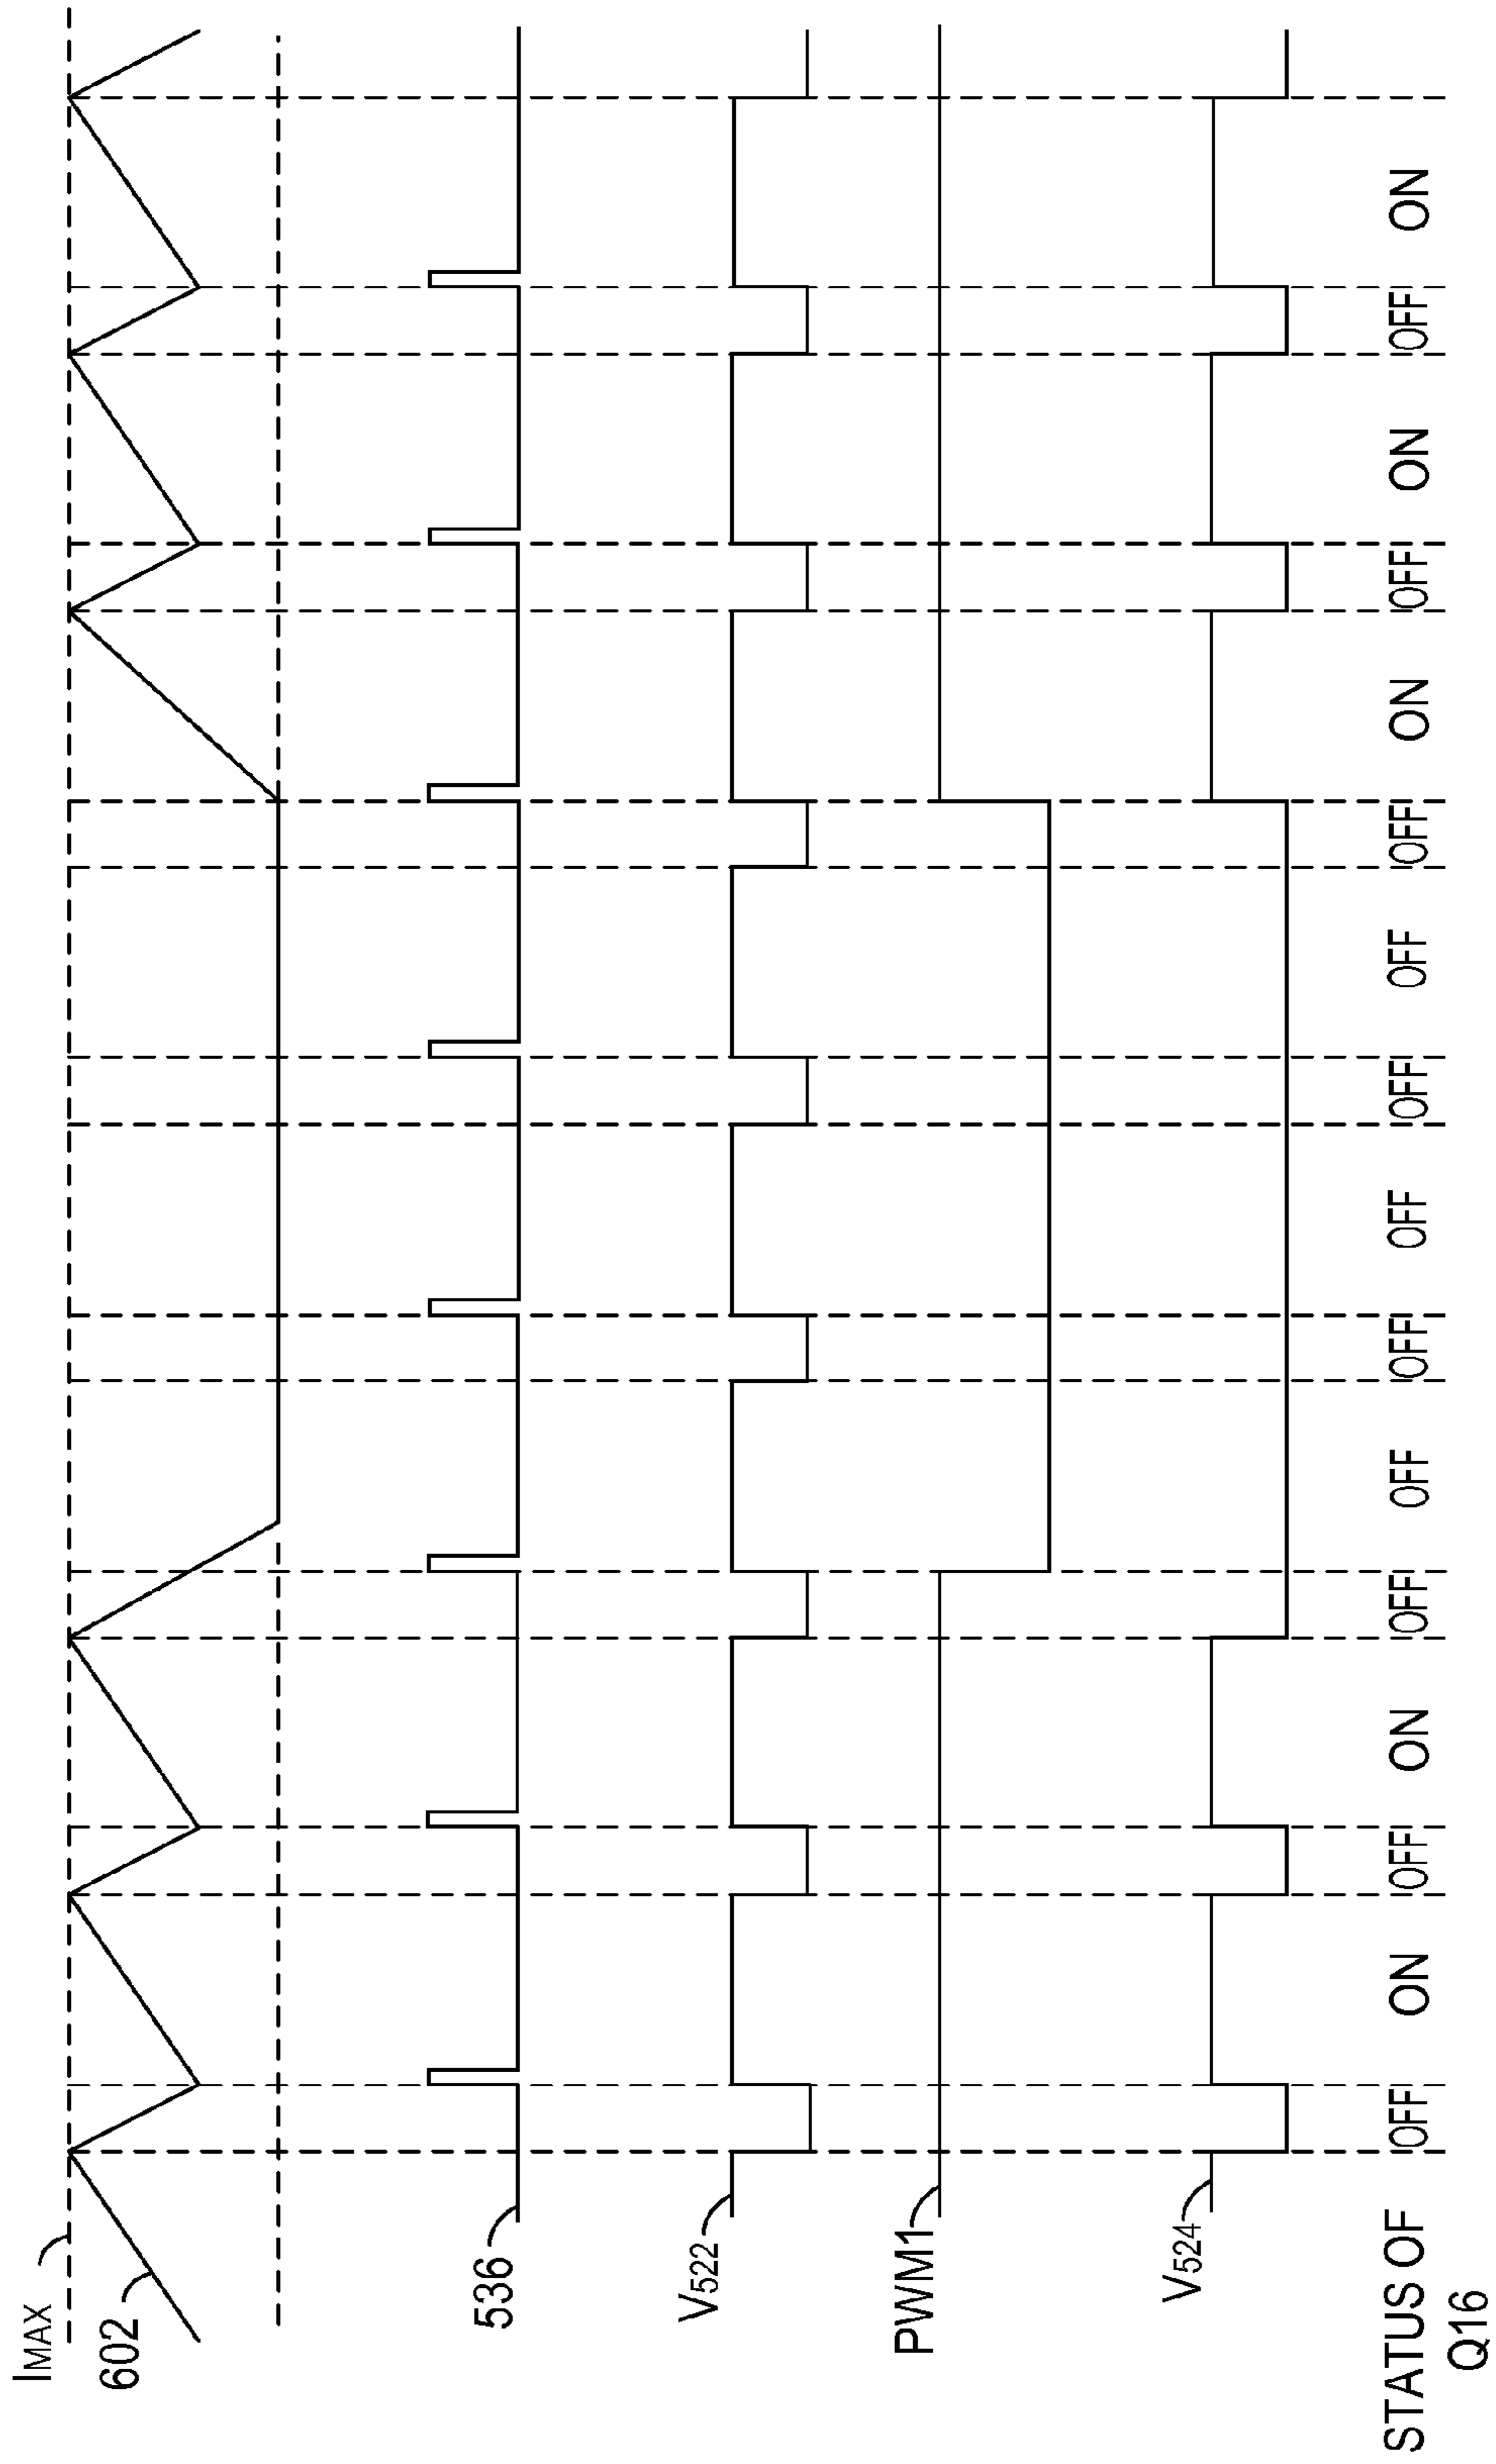 IMAX
602
536
V522
PWM1
V524
STATUS OF OFF ON OFF ON OFF OFF OFF OFF OFF OFF OFF ON OFF ON OFF ON
Q16